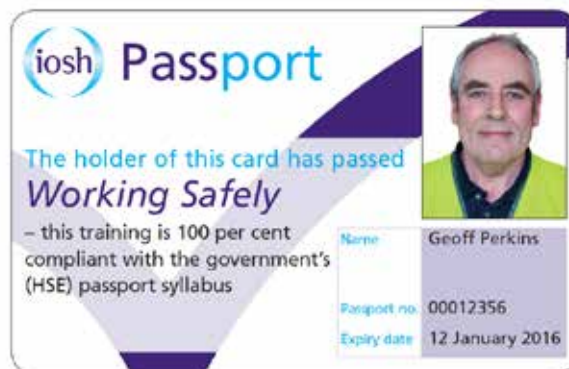 iosh Passport
The holder of this card has passed
Working Safely
– this training is 100 per cent
compliant with the government's
(HSE) passport syllabus
Name Geoff Perkins
Passport no. 00012356
Expiry date 12 January 2016